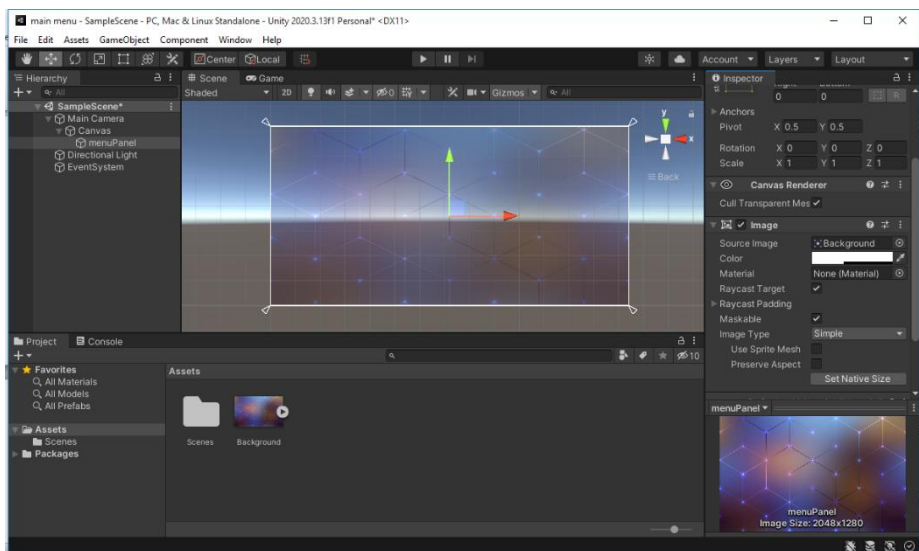 main menu - SampleScene - PC, Mac & Linux Standalone - Unity 2020.3.13f1 Personal* <DX11>
File Edit Assets GameObject Component Window Help
Center Local Account Layers Layout
Hierarchy
All
SampleScene*
Main Camera
Canvas
menuPanel
Directional Light
EventSystem
Scene Game
Shaded 2D 0 Gizmos All
y
x
Back
Inspector
0 0 R
Anchors
Pivot X 0.5 Y 0.5
Rotation X 0 Y 0 Z 0
Scale X 1 Y 1 Z 1
Canvas Renderer
Cull Transparent Mes
Image
Source Image Background
Color
Material None (Material)
Raycast Target
Raycast Padding
Maskable
Image Type Simple
Use Sprite Mesh
Preserve Aspect
Set Native Size
Project Console
10
Favorites
All Materials
All Models
All Prefabs
Assets
Scenes
Packages
Assets
Scenes Background
menuPanel
menuPanel
Image Size: 2048x1280